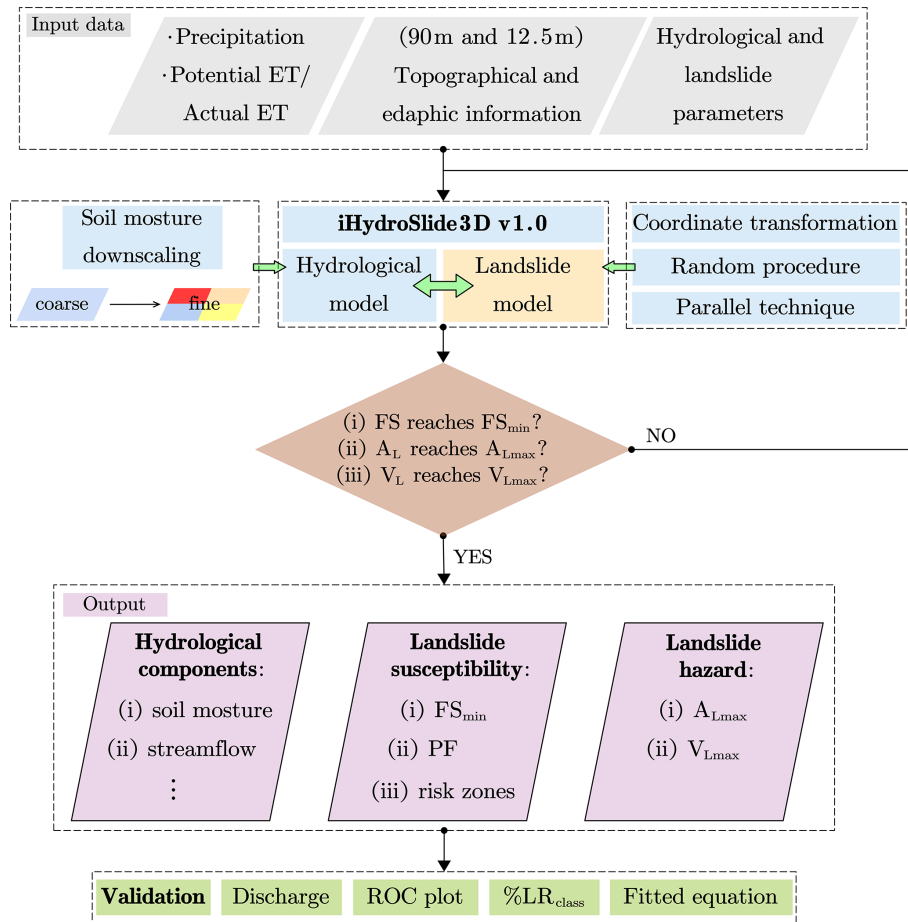 Input data
·Precipitation
·Potential ET/
Actual ET
(90m and 12.5m)
Topographical and
edaphic information
Hydrological and
landslide
parameters
Soil mosture
downscaling
coarse
fine
iHydroSlide3D v1.0
Hydrological
model
Landslide
model
Coordinate transformation
Random procedure
Parallel technique
(i) FS reaches FSmin?
(ii) AL reaches ALmax?
(iii) VL reaches VLmax?
NO
YES
Output
Hydrological
components:
(i) soil mosture
(ii) streamflow
⋮
Landslide
susceptibility:
(i) FSmin
(ii) PF
(iii) risk zones
Landslide
hazard:
(i) ALmax
(ii) VLmax
Validation
Discharge
ROC plot
%LRclass
Fitted equation